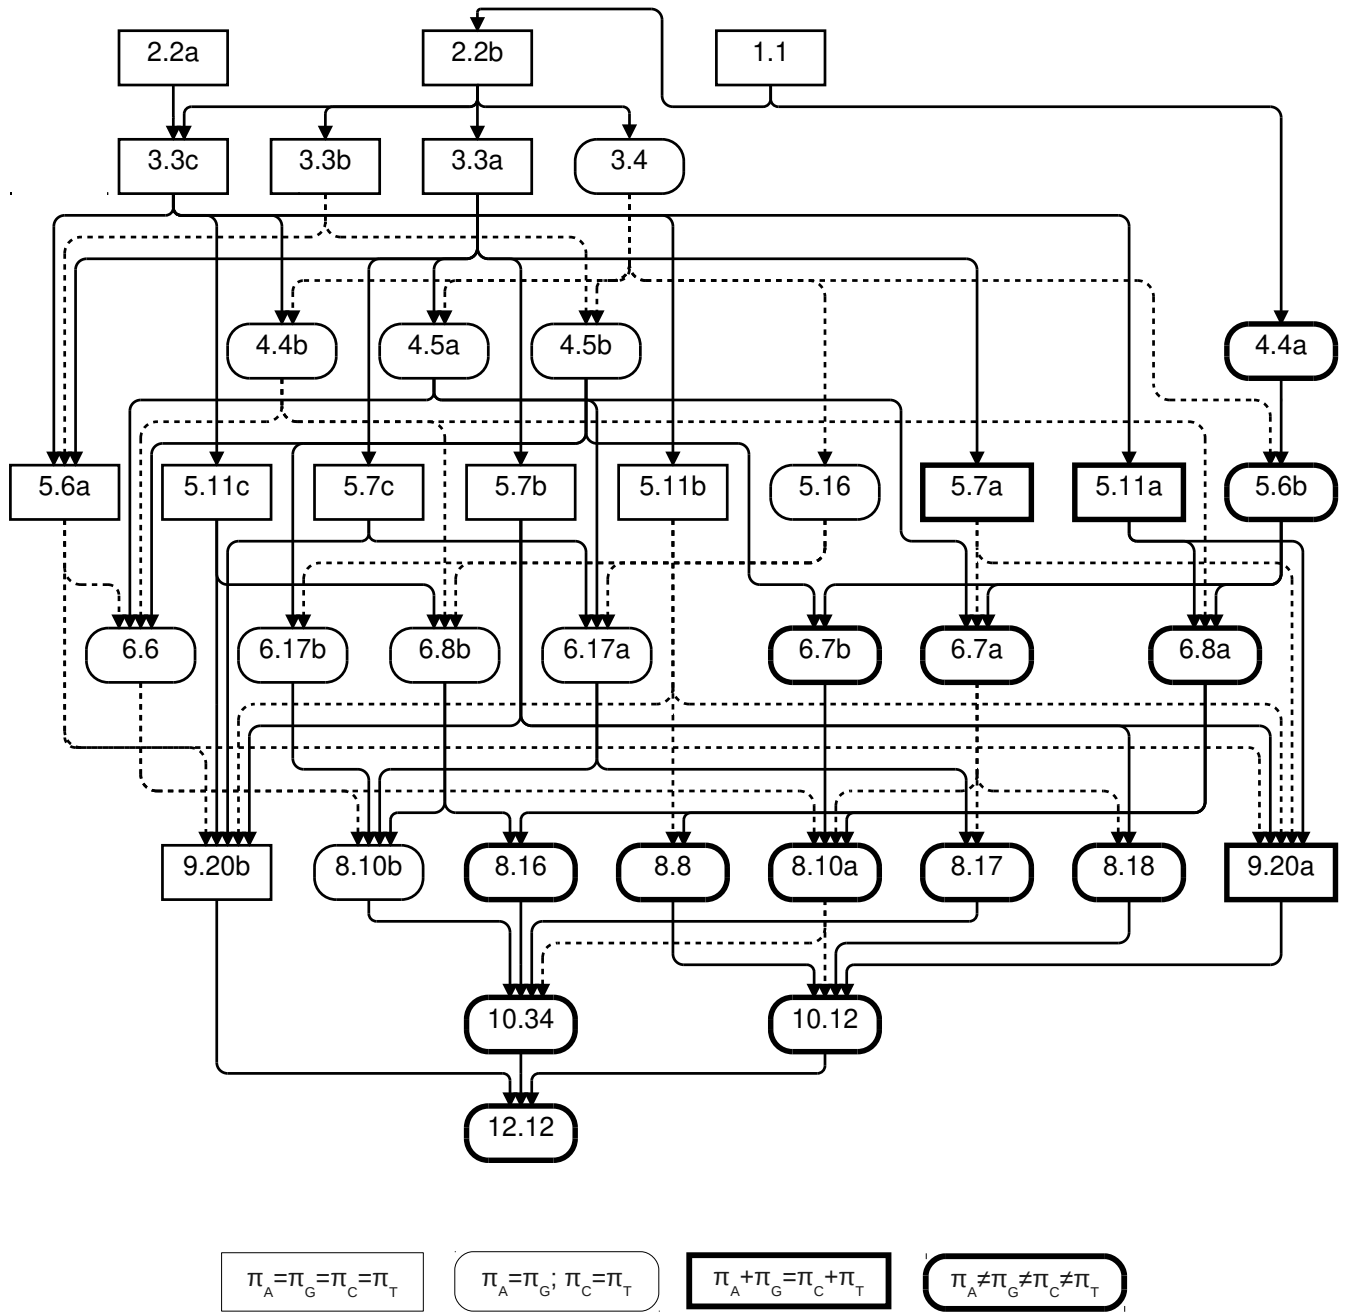 2.2a 2.2b 1.1
3.3c 3.3b 3.3a 3.4
4.4b 4.5a 4.5b 4.4a
5.6a 5.11c 5.7c 5.7b 5.11b 5.16 5.7a 5.11a 5.6b
6.6 6.17b 6.8b 6.17a 6.7b 6.7a 6.8a
9.20b 8.10b 8.16 8.8 8.10a 8.17 8.18 9.20a
10.34 10.12
12.12
π_A=π_G=π_C=π_T π_A=π_G; π_C=π_T π_A+π_G=π_C+π_T π_A≠π_G≠π_C≠π_T